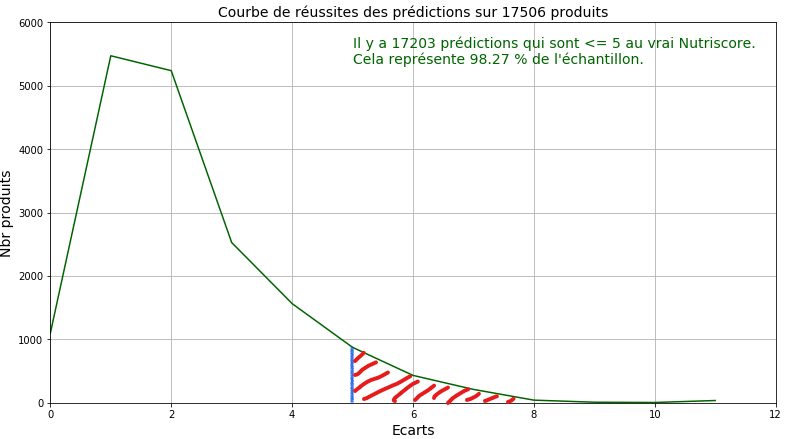 Courbe de réussites des prédictions sur 17506 produits
Il y a 17203 prédictions qui sont <= 5 au vrai Nutriscore.
Cela représente 98.27 % de l'échantillon.
Nbr produits
6000
5000
4000
3000
2000
1000
0
0 2 4 6 8 10 12
Ecarts